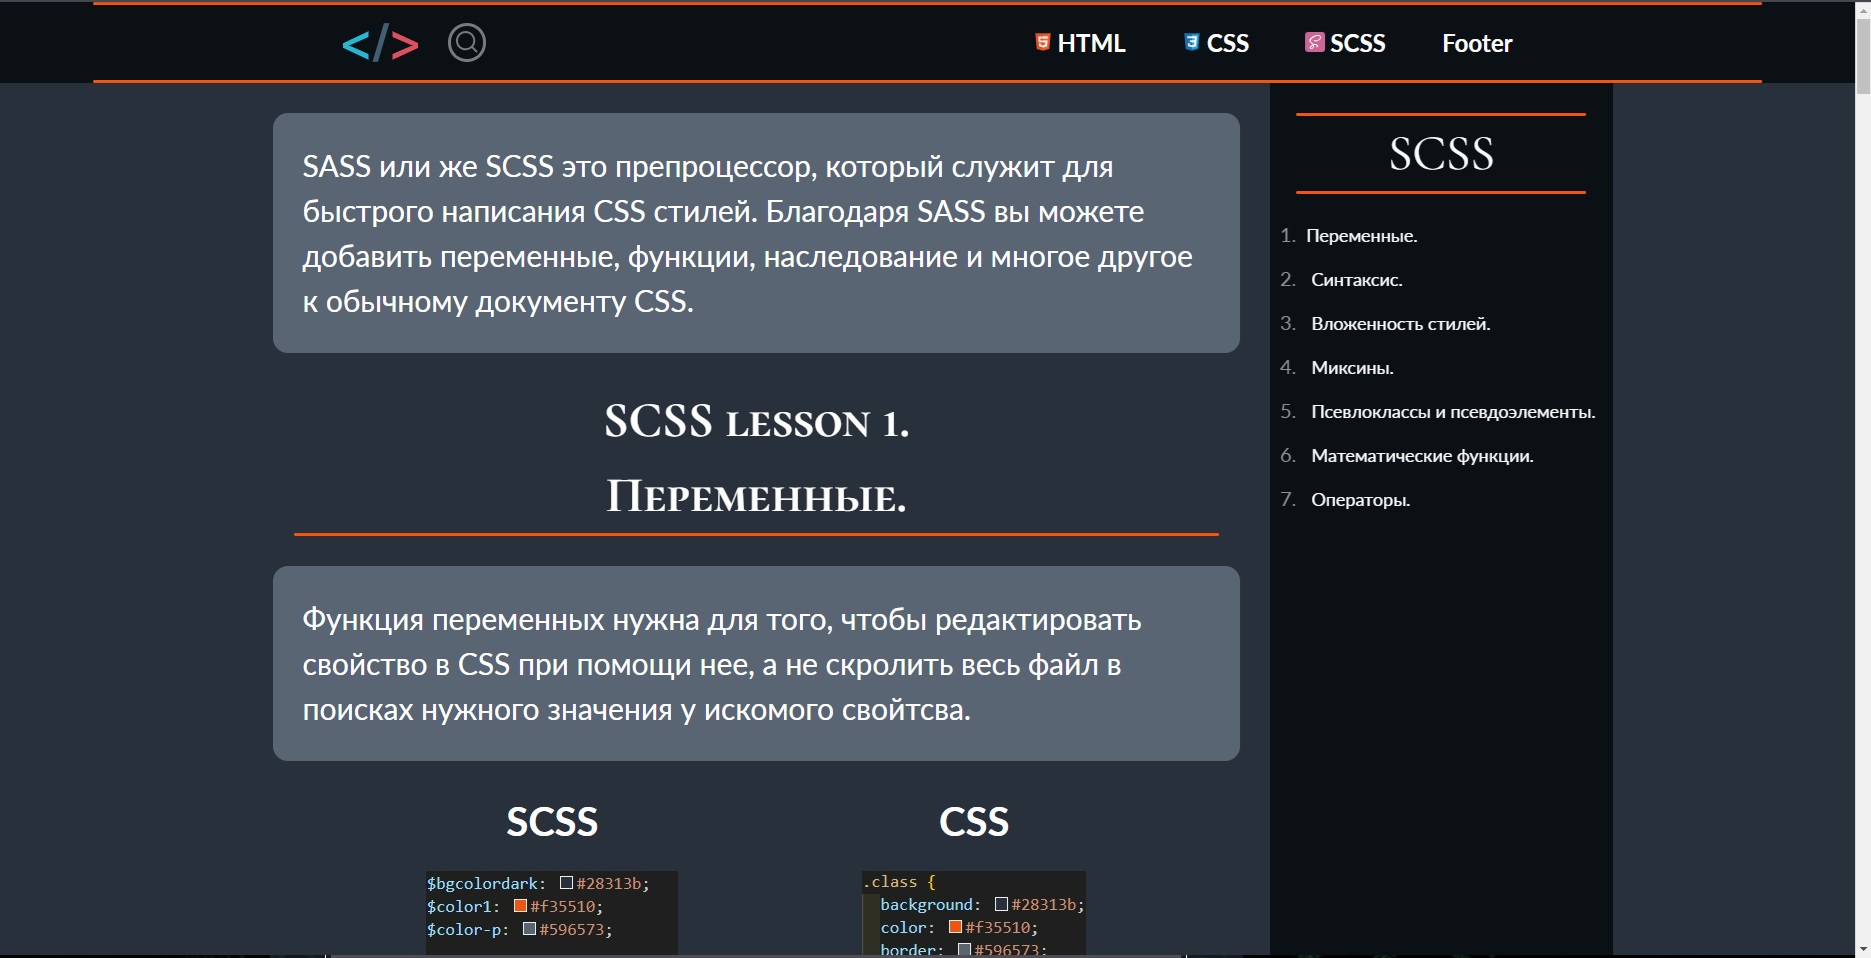 </>
HTML
CSS
SCSS
Footer
SASS или же SCSS это препроцессор, который служит для
быстрого написания CSS стилей. Благодаря SASS вы можете
добавить переменные, функции, наследование и многое другое
к обычному документу CSS.
SCSS LESSON 1.
Переменные.
Функция переменных нужна для того, чтобы редактировать
свойство в CSS при помощи нее, а не скролить весь файл в
поисках нужного значения у искомого свойтсва.
SCSS
$bgcolordark: #28313b;
$color1: #f35510;
$color-p: #596573;
CSS
.class {
background: #28313b;
color: #f35510;
border: #596573;
SCSS
1. Переменные.
2. Синтаксис.
3. Вложенность стилей.
4. Миксины.
5. Псевлоклассы и псевдоэлементы.
6. Математические функции.
7. Операторы.